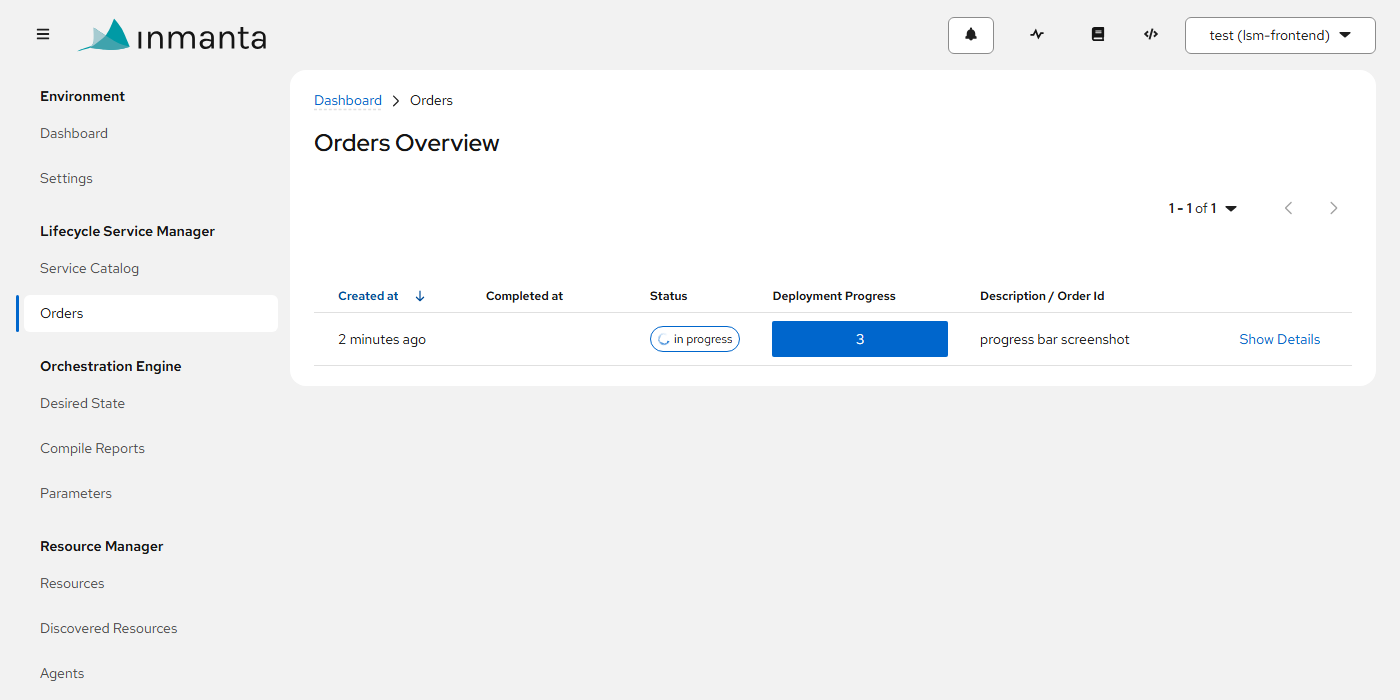 inmanta
test (lsm-frontend)
Environment
Dashboard
Settings
Lifecycle Service Manager
Service Catalog
Orders
Orchestration Engine
Desired State
Compile Reports
Parameters
Resource Manager
Resources
Discovered Resources
Agents
Dashboard > Orders
Orders Overview
1 - 1 of 1
Created at Completed at Status Deployment Progress Description / Order Id
2 minutes ago in progress 3 progress bar screenshot Show Details